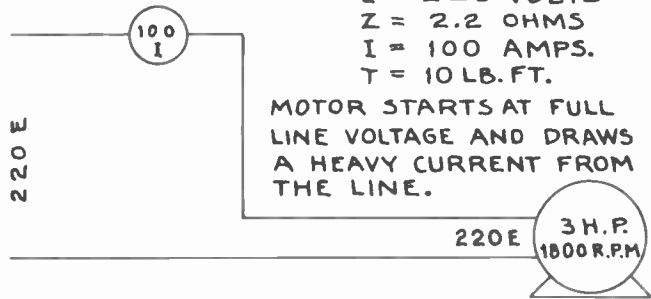 Z = 2.2 OHMS
I = 100 AMPS.
T = 10 LB. FT.
MOTOR STARTS AT FULL
LINE VOLTAGE AND DRAWS
A HEAVY CURRENT FROM
THE LINE.
100
I
220 E
220 E
3 H.P.
1800 R.P.M